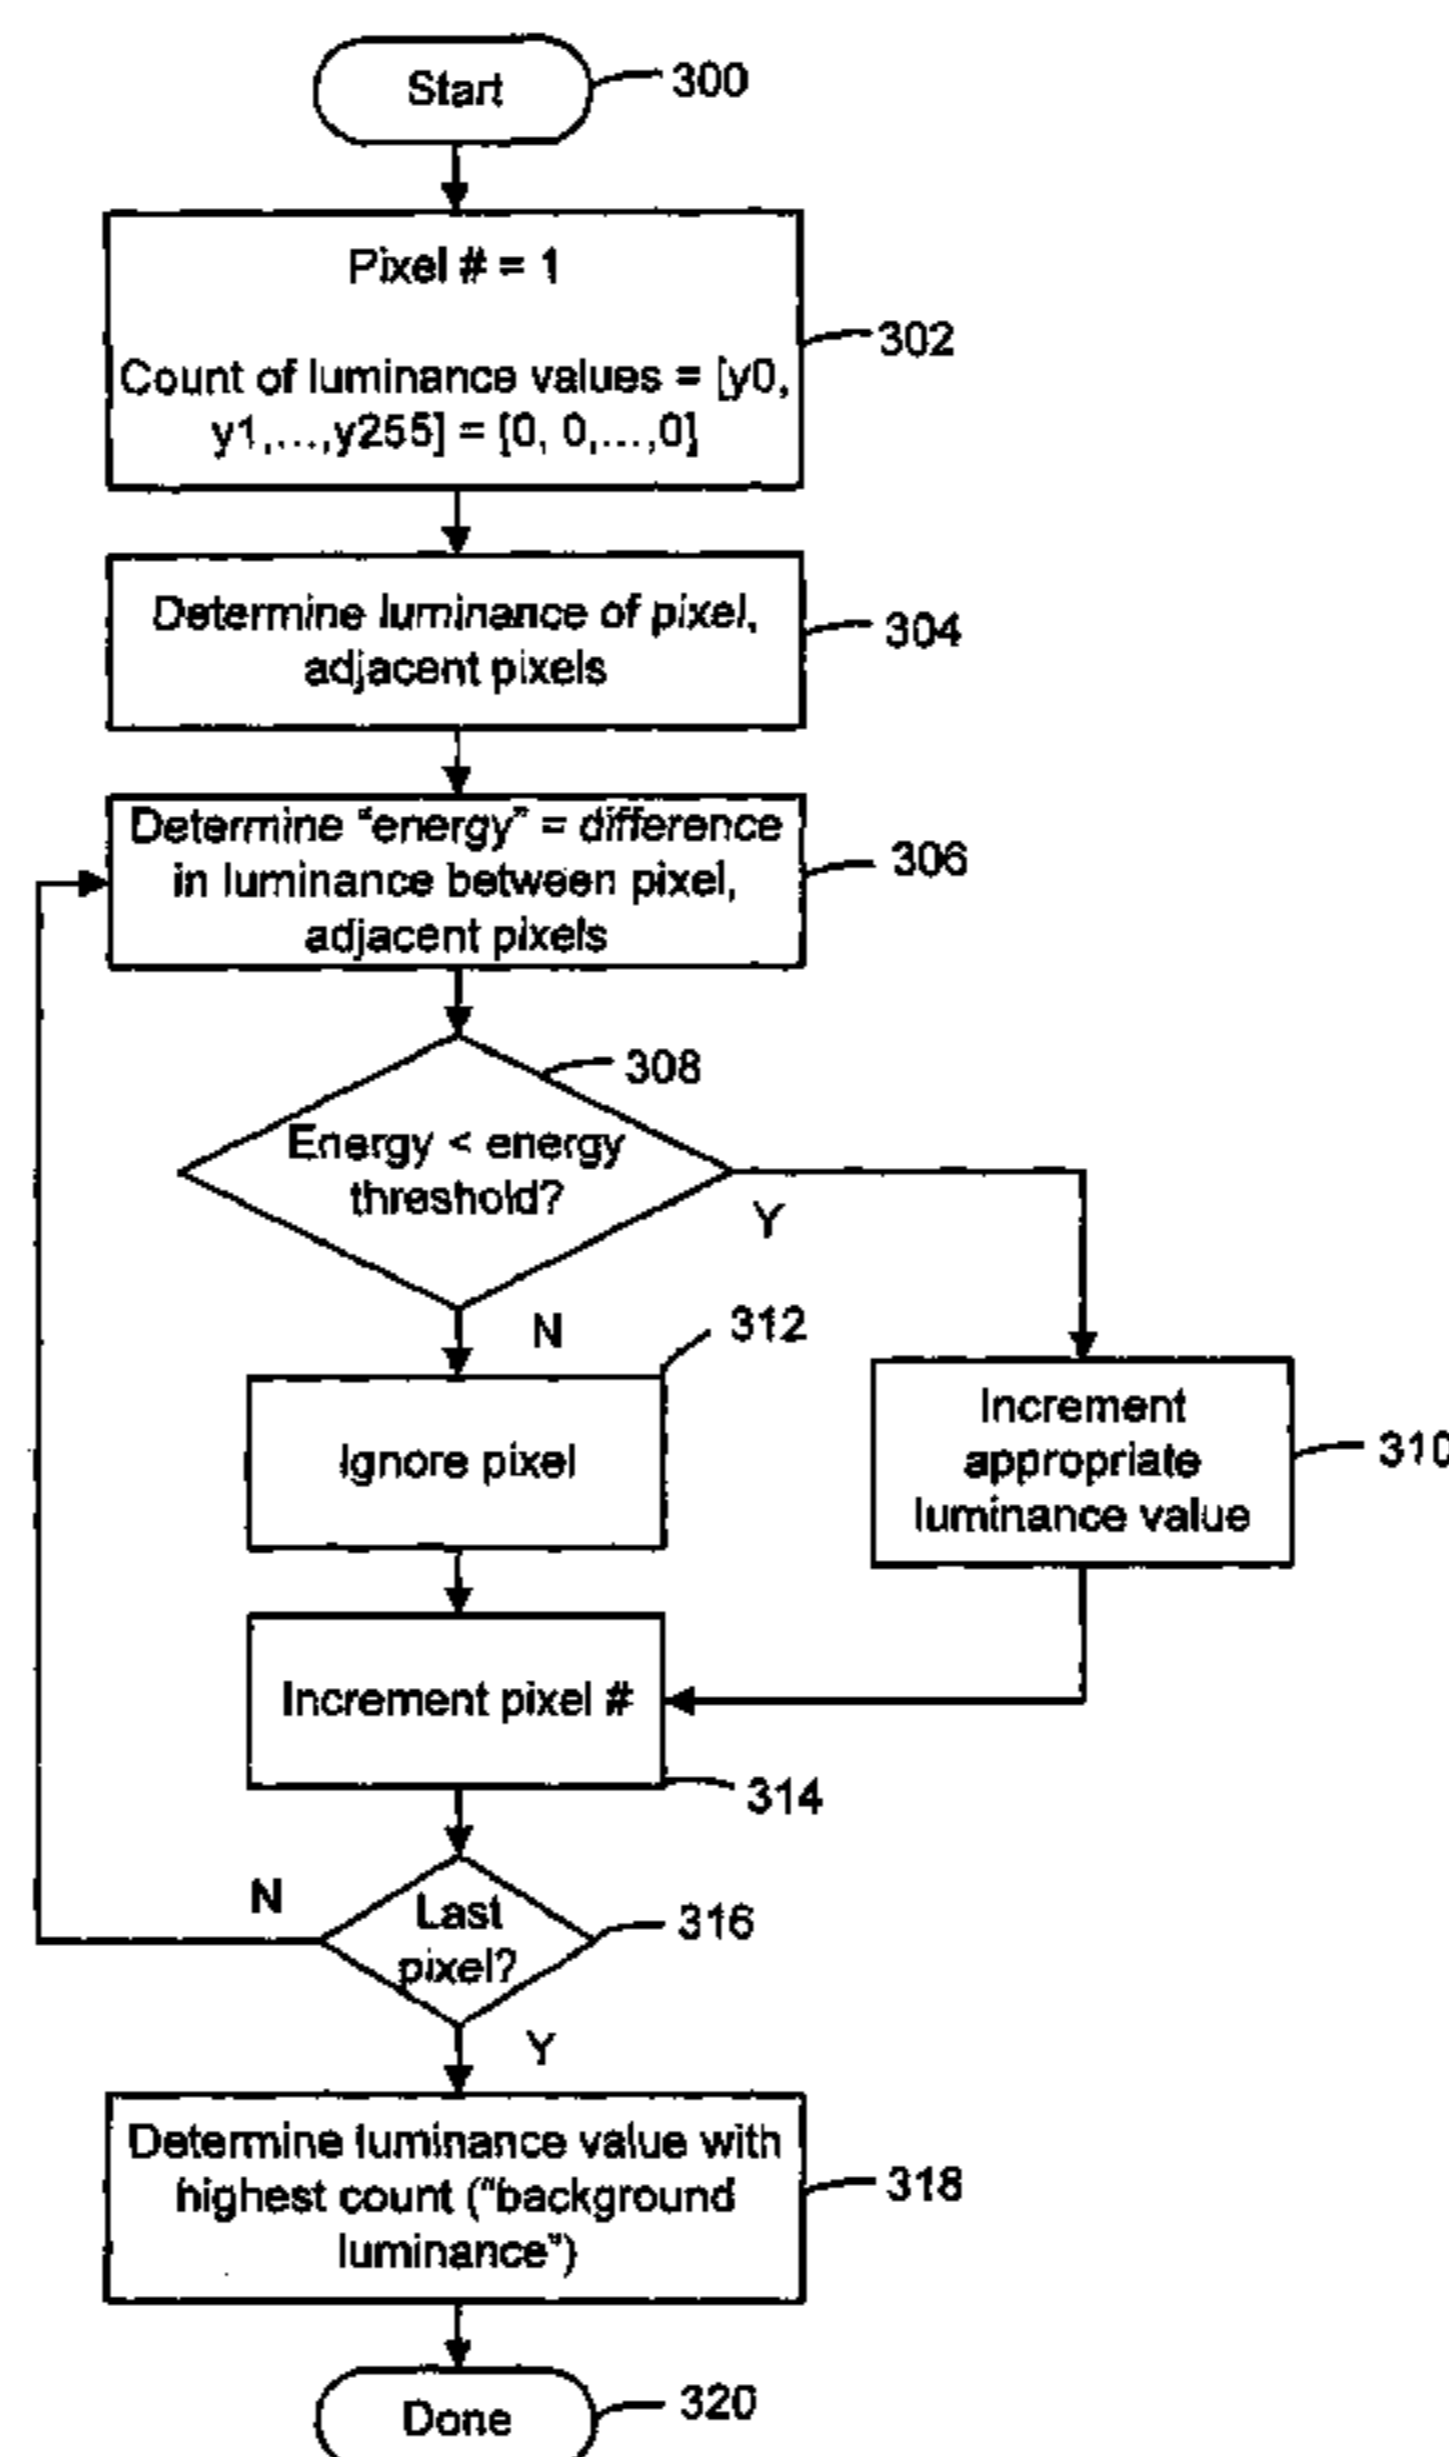 Start
300
Pixel # = 1
302
Count of luminance values = [y0,
y1,...,y255] = [0, 0,...,0]
Determine luminance of pixel,
adjacent pixels
304
Determine "energy" = difference
in luminance between pixel,
adjacent pixels
306
308
Energy < energy
threshold?
Y
N
312
Ignore pixel
Increment
appropriate
luminance value
310
Increment pixel #
314
N
Last
pixel?
316
Y
Determine luminance value with
highest count ("background
luminance")
318
Done
320